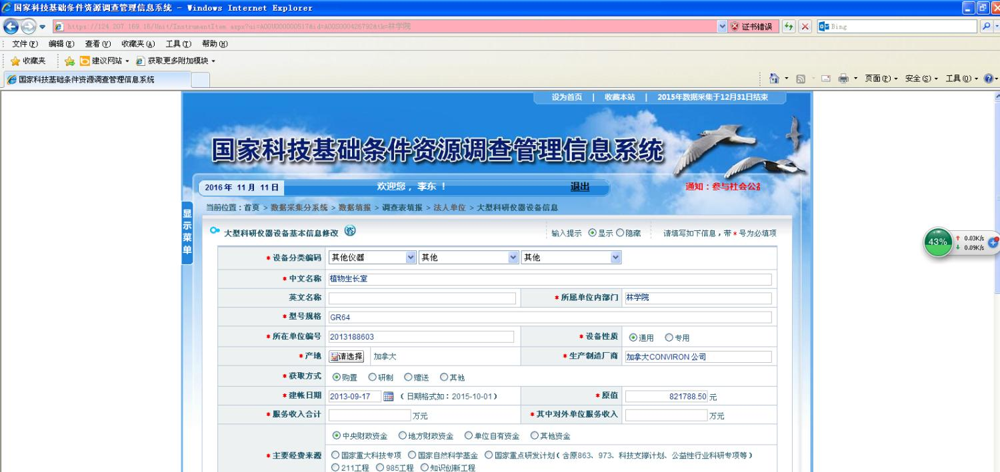 国家科技基础条件资源调查管理信息系统 - Windows Internet Explorer
https://124.207.169.16/Unit/InstrumentItem.aspx?ui=A00U000000517&id=A00S000426792&tk=林学院 证书错误 Bing
文件(F) 编辑(E) 查看(V) 收藏夹(A) 工具(T) 帮助(H)
收藏夹 建议网站 获取更多附加模块
国家科技基础条件资源调查管理信息系统 页面(P) 安全(S) 工具(O)
设为首页 | 收藏本站 | 2015年数据采集于12月31日结束
国家科技基础条件资源调查管理信息系统
2016 年 11 月 11 日 欢迎您，李东 ！ 退出 通知：参与社会公益
当前位置：首页 > 数据采集分系统 > 数据填报 > 调查表填报 > 法人单位 > 大型科研仪器设备信息
显示菜单
大型科研仪器设备基本信息修改 咨 输入提示 显示 隐藏 请填写如下信息，带*号为必填项
43% 0.03K/s
0.09K/s
*设备分类编码 其他仪器 其他 其他
*中文名称 植物生长室
英文名称 *所属单位内部门 林学院
*型号规格 GR64
*所在单位编号 2013188603 *设备性质 通用 专用
*产地 请选择 加拿大 *生产制造厂商 加拿大CONVIRON 公司
*获取方式 购置 研制 赠送 其他
*建帐日期 2013-09-17 （日期格式如：2015-10-01） *原值 821788.50 元
*服务收入合计 万元 *其中对外单位服务收入 万元
中央财政资金 地方财政资金 单位自有资金 其他资金
*主要经费来源 国家重大科技专项 国家自然科学基金 国家重点研发计划（含原863、973、科技支撑计划、公益性行业科研专项等）
211工程 985工程 知识创新工程